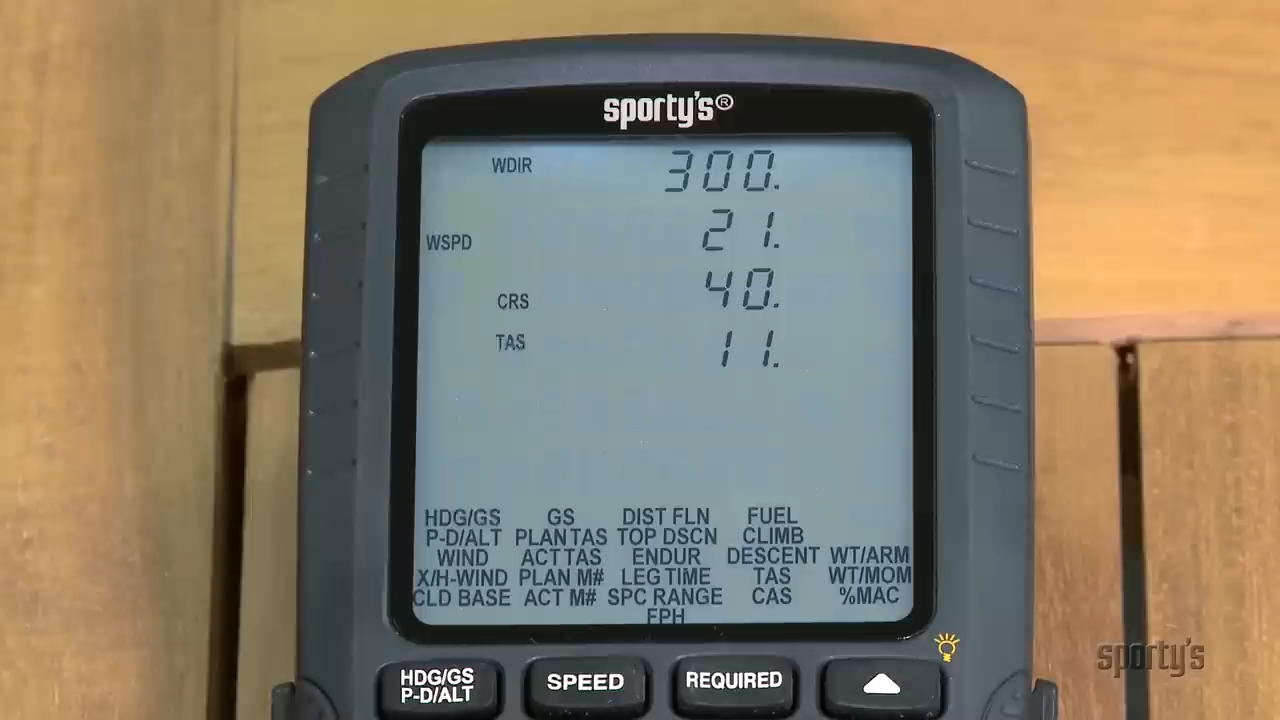 sporty's®
WDIR 300.
WSPD 21.
CRS 40.
TAS 11.
HDG/GS GS DIST FLN FUEL
P-D/ALT PLANTAS TOP DSCN CLIMB
WIND ACT TAS ENDUR DESCENT WT/ARM
X/H-WIND PLAN M# LEG TIME TAS WT/MOM
CLD BASE ACT M# SPC RANGE CAS %MAC
FPH
HDG/GS
P-D/ALT
SPEED
REQUIRED
sporty's